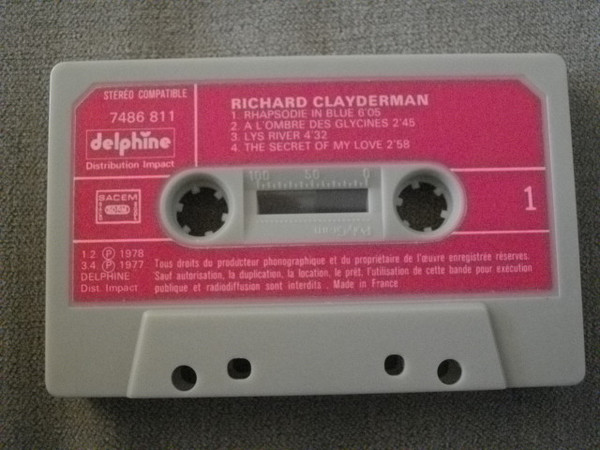 STEREO COMPATIBLE
7486 811
delphine
Distribution Impact
RICHARD CLAYDERMAN
1. RHAPSODIE IN BLUE 6'05
2. A L'OMBRE DES GLYCINES 2'45
3. LYS RIVER 4'32
4. THE SECRET OF MY LOVE 2'58
100 50 0
SACEM
1
1.2 Ⓟ 1978
3.4 Ⓟ 1977
DELPHINE
Dist. Impact
Tous droits du producteur phonographique et du propriétaire de l'œuvre enregistrée réservés.
Sauf autorisation, la duplication, la location, le prêt, l'utilisation de cette bande pour exécution
publique et radiodiffusion sont interdits . Made in France